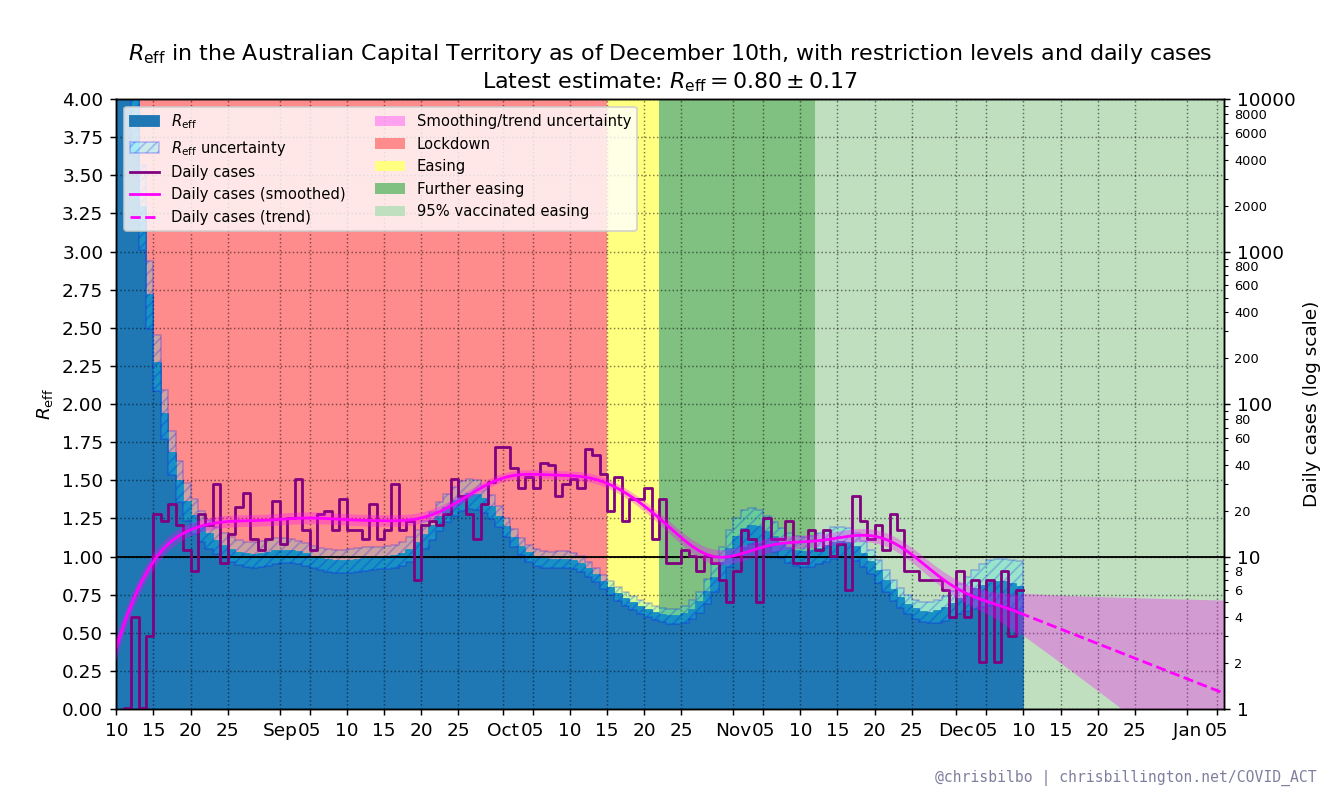 R_eff in the Australian Capital Territory as of December 10th, with restriction levels and daily cases
Latest estimate: R_eff = 0.80 ± 0.17
R_eff
R_eff uncertainty
Daily cases
Daily cases (smoothed)
Daily cases (trend)
Smoothing/trend uncertainty
Lockdown
Easing
Further easing
95% vaccinated easing
R_eff
4.00
3.75
3.50
3.25
3.00
2.75
2.50
2.25
2.00
1.75
1.50
1.25
1.00
0.75
0.50
0.25
0.00
10000
8000
6000
4000
2000
1000
800
600
400
200
100
80
60
40
20
10
8
6
4
2
1
Daily cases (log scale)
10 15 20 25 Sep 05 10 15 20 25 Oct 05 10 15 20 25 Nov 05 10 15 20 25 Dec 05 10 15 20 25 Jan 05
@chrisbilbo | chrisbillington.net/COVID_ACT